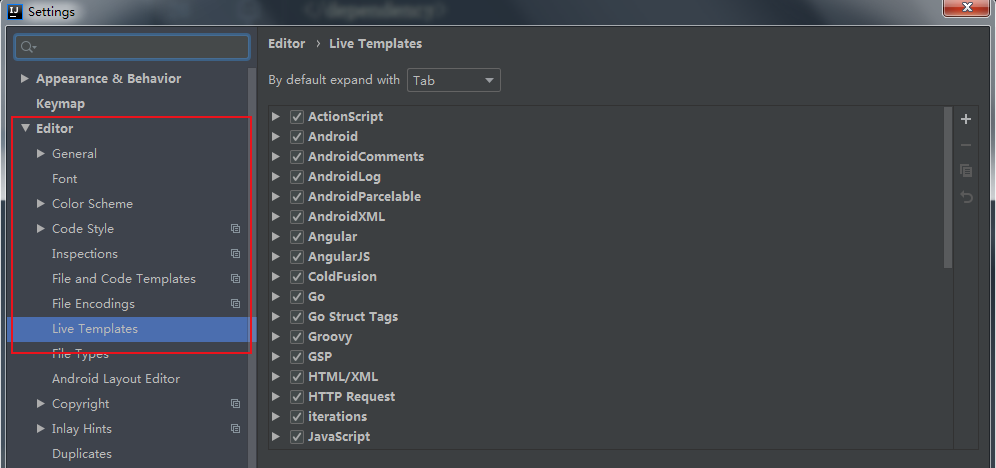 </dependency>
IJ Settings
Appearance & Behavior
Keymap
Editor
General
Font
Color Scheme
Code Style
Inspections
File and Code Templates
File Encodings
Live Templates
File Types
Android Layout Editor
Copyright
Inlay Hints
Duplicates
Editor › Live Templates
By default expand with Tab
ActionScript
Android
AndroidComments
AndroidLog
AndroidParcelable
AndroidXML
Angular
AngularJS
ColdFusion
Go
Go Struct Tags
Groovy
GSP
HTML/XML
HTTP Request
iterations
JavaScript